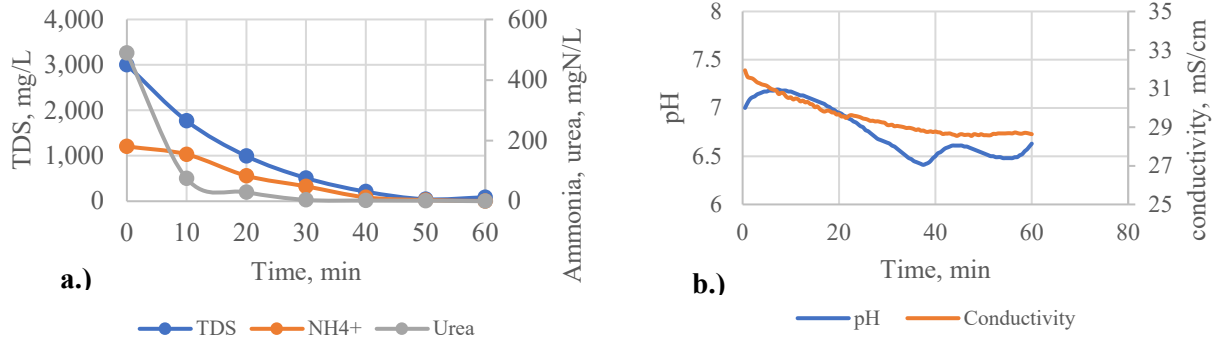 4,000
3,000
2,000
1,000
0
TDS, mg/L
600
400
200
0
Ammonia, urea, mgN/L
0 10 20 30 40 50 60
Time, min
a.)
TDS NH4+ Urea
8
7.5
7
6.5
6
pH
35
33
31
29
27
25
conductivity, mS/cm
0 20 40 60 80
Time, min
b.)
pH Conductivity